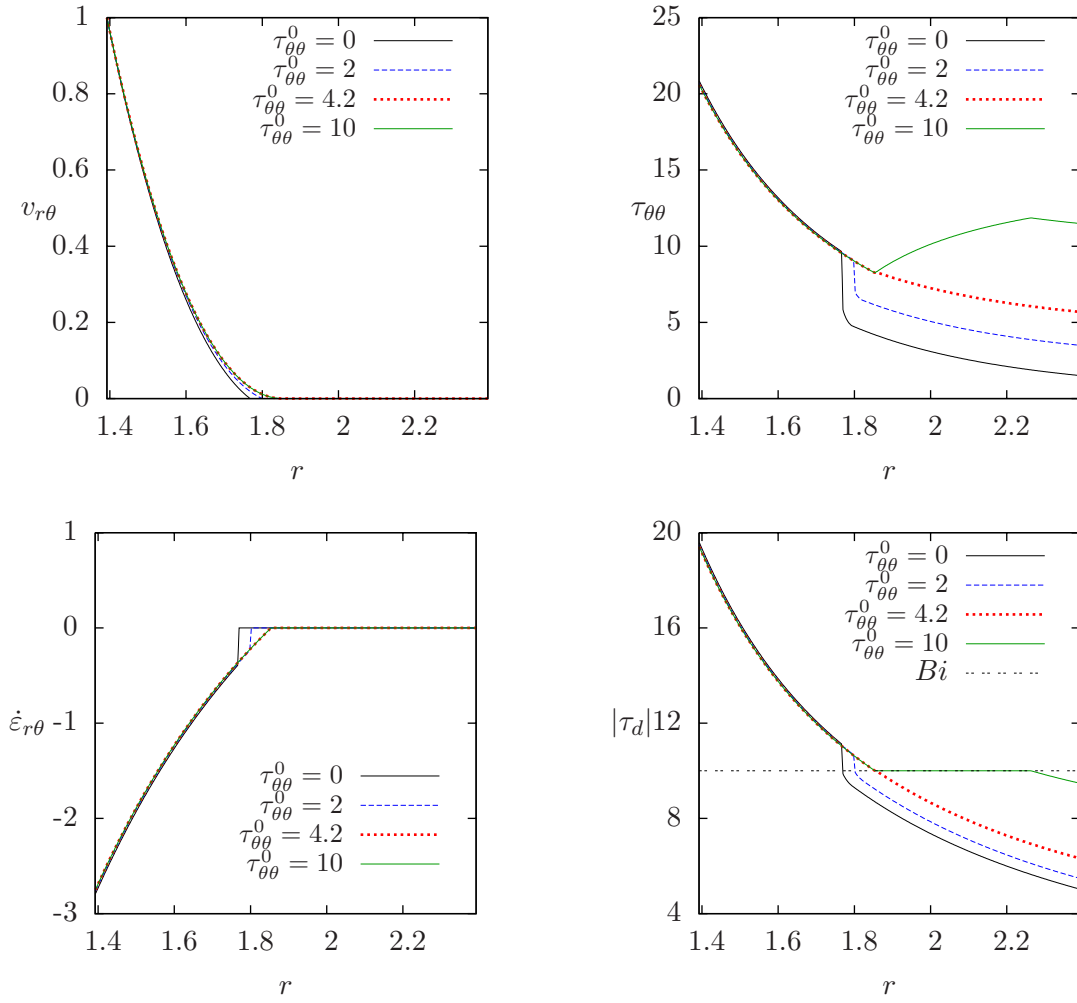 1
0.8
0.6
0.4
0.2
0
1.4 1.6 1.8 2 2.2
v_{rθ}
r
τ^0_{θθ} = 0
τ^0_{θθ} = 2
τ^0_{θθ} = 4.2
τ^0_{θθ} = 10
25
20
15
10
5
0
1.4 1.6 1.8 2 2.2
τ_{θθ}
r
τ^0_{θθ} = 0
τ^0_{θθ} = 2
τ^0_{θθ} = 4.2
τ^0_{θθ} = 10
1
0
-1
-2
-3
1.4 1.6 1.8 2 2.2
ε̇_{rθ}
r
τ^0_{θθ} = 0
τ^0_{θθ} = 2
τ^0_{θθ} = 4.2
τ^0_{θθ} = 10
20
16
12
8
4
1.4 1.6 1.8 2 2.2
|τ_d|
r
τ^0_{θθ} = 0
τ^0_{θθ} = 2
τ^0_{θθ} = 4.2
τ^0_{θθ} = 10
Bi